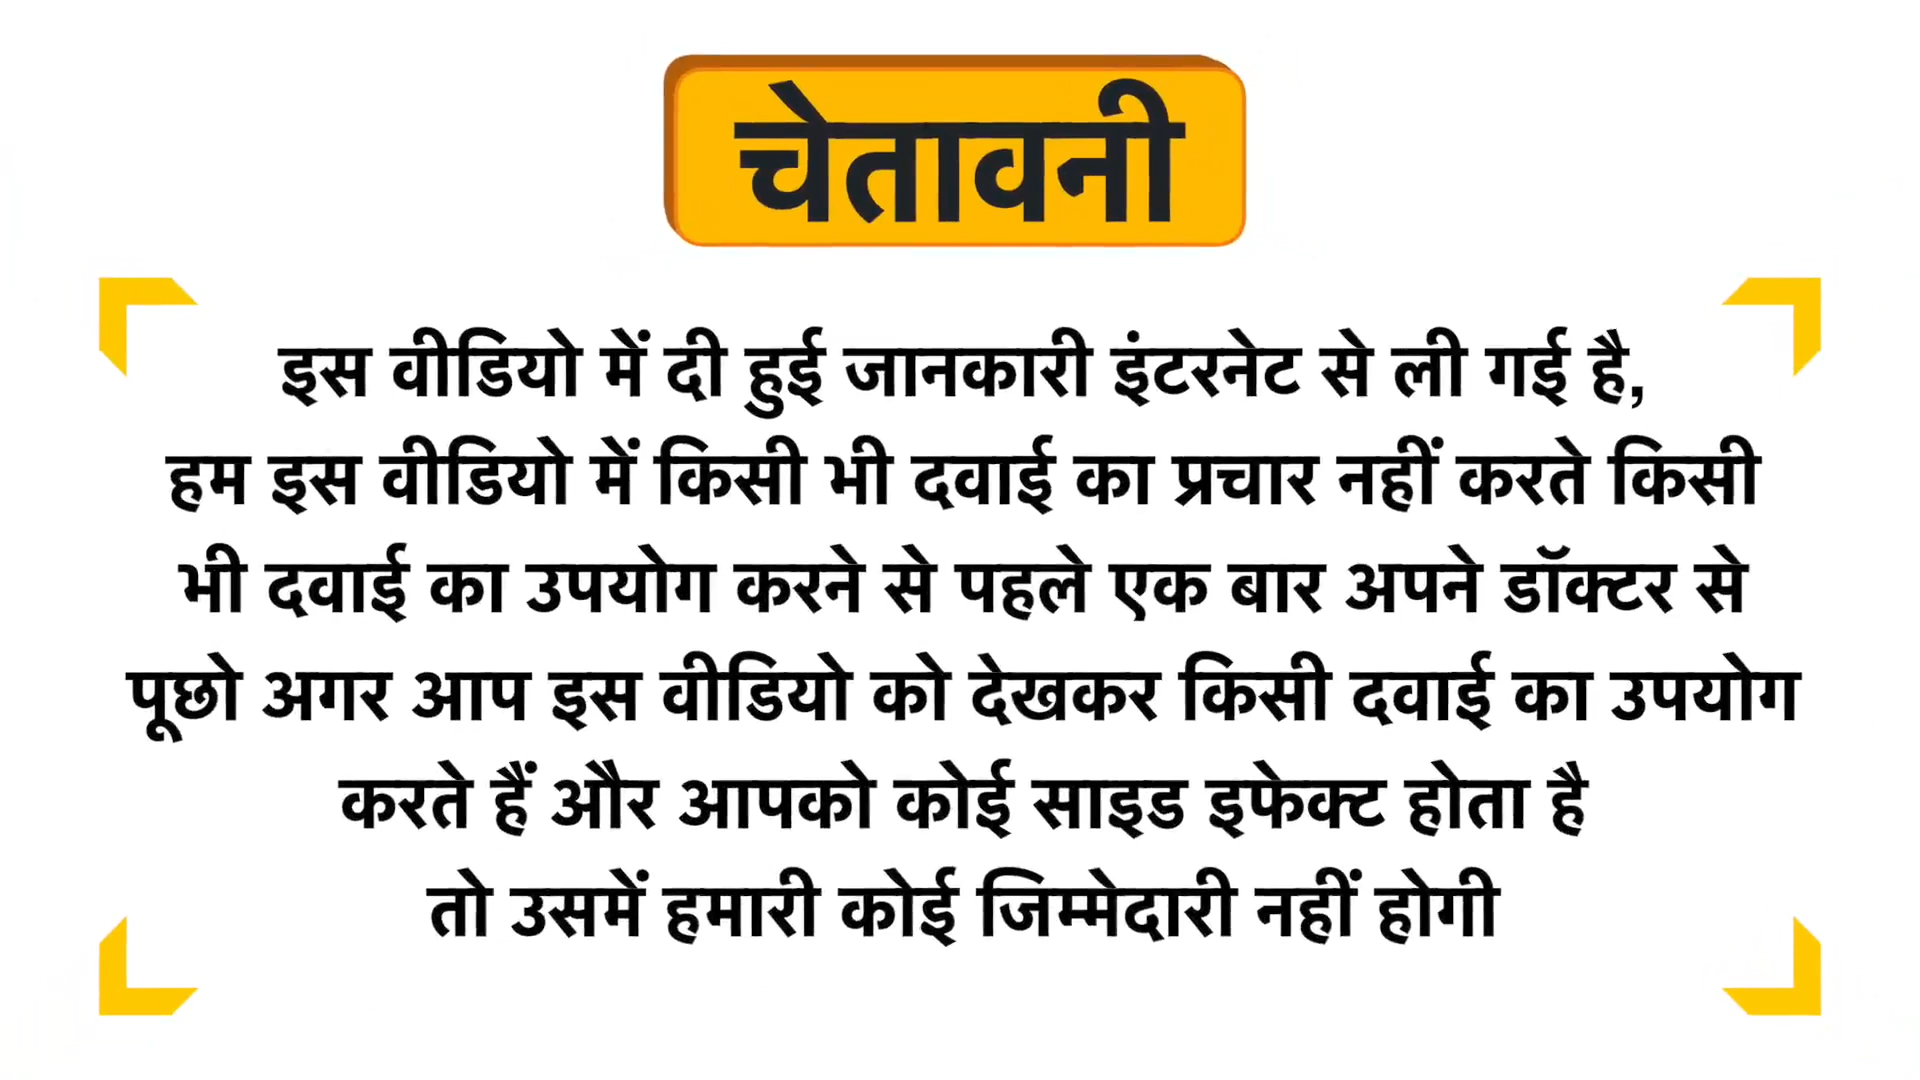 चेतावनी
इस वीडियो में दी हुई जानकारी इंटरनेट से ली गई है,
हम इस वीडियो में किसी भी दवाई का प्रचार नहीं करते किसी
भी दवाई का उपयोग करने से पहले एक बार अपने डॉक्टर से
पूछो अगर आप इस वीडियो को देखकर किसी दवाई का उपयोग
करते हैं और आपको कोई साइड इफेक्ट होता है
तो उसमें हमारी कोई जिम्मेदारी नहीं होगी